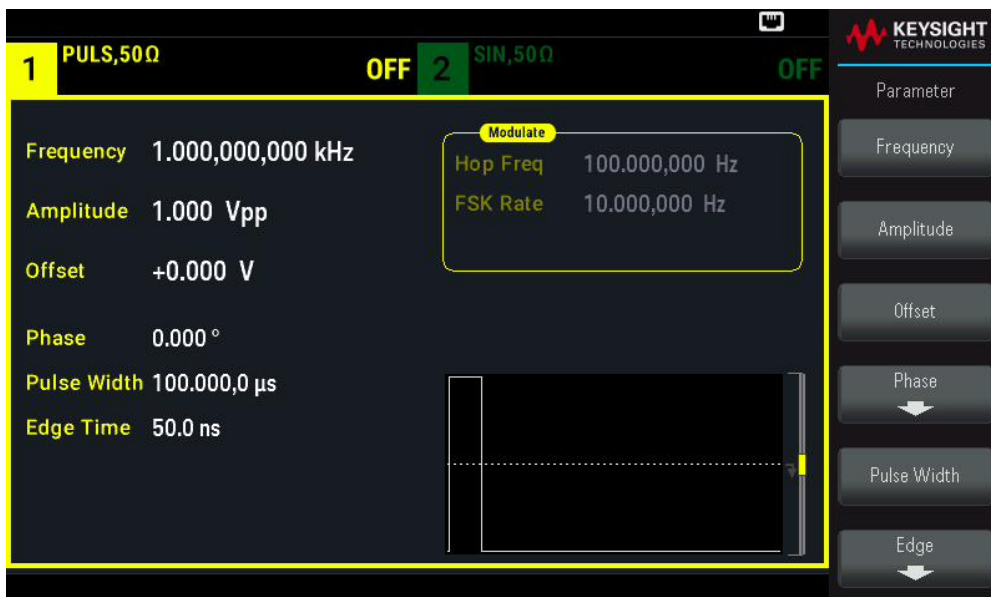 KEYSIGHT
TECHNOLOGIES
1 PULS,50Ω OFF 2 SIN,50Ω OFF
Parameter
Frequency 1.000,000,000 kHz
Amplitude 1.000 Vpp
Offset +0.000 V
Phase 0.000 °
Pulse Width 100.000,0 µs
Edge Time 50.0 ns
Modulate
Hop Freq 100.000,000 Hz
FSK Rate 10.000,000 Hz
Frequency
Amplitude
Offset
Phase
Pulse Width
Edge